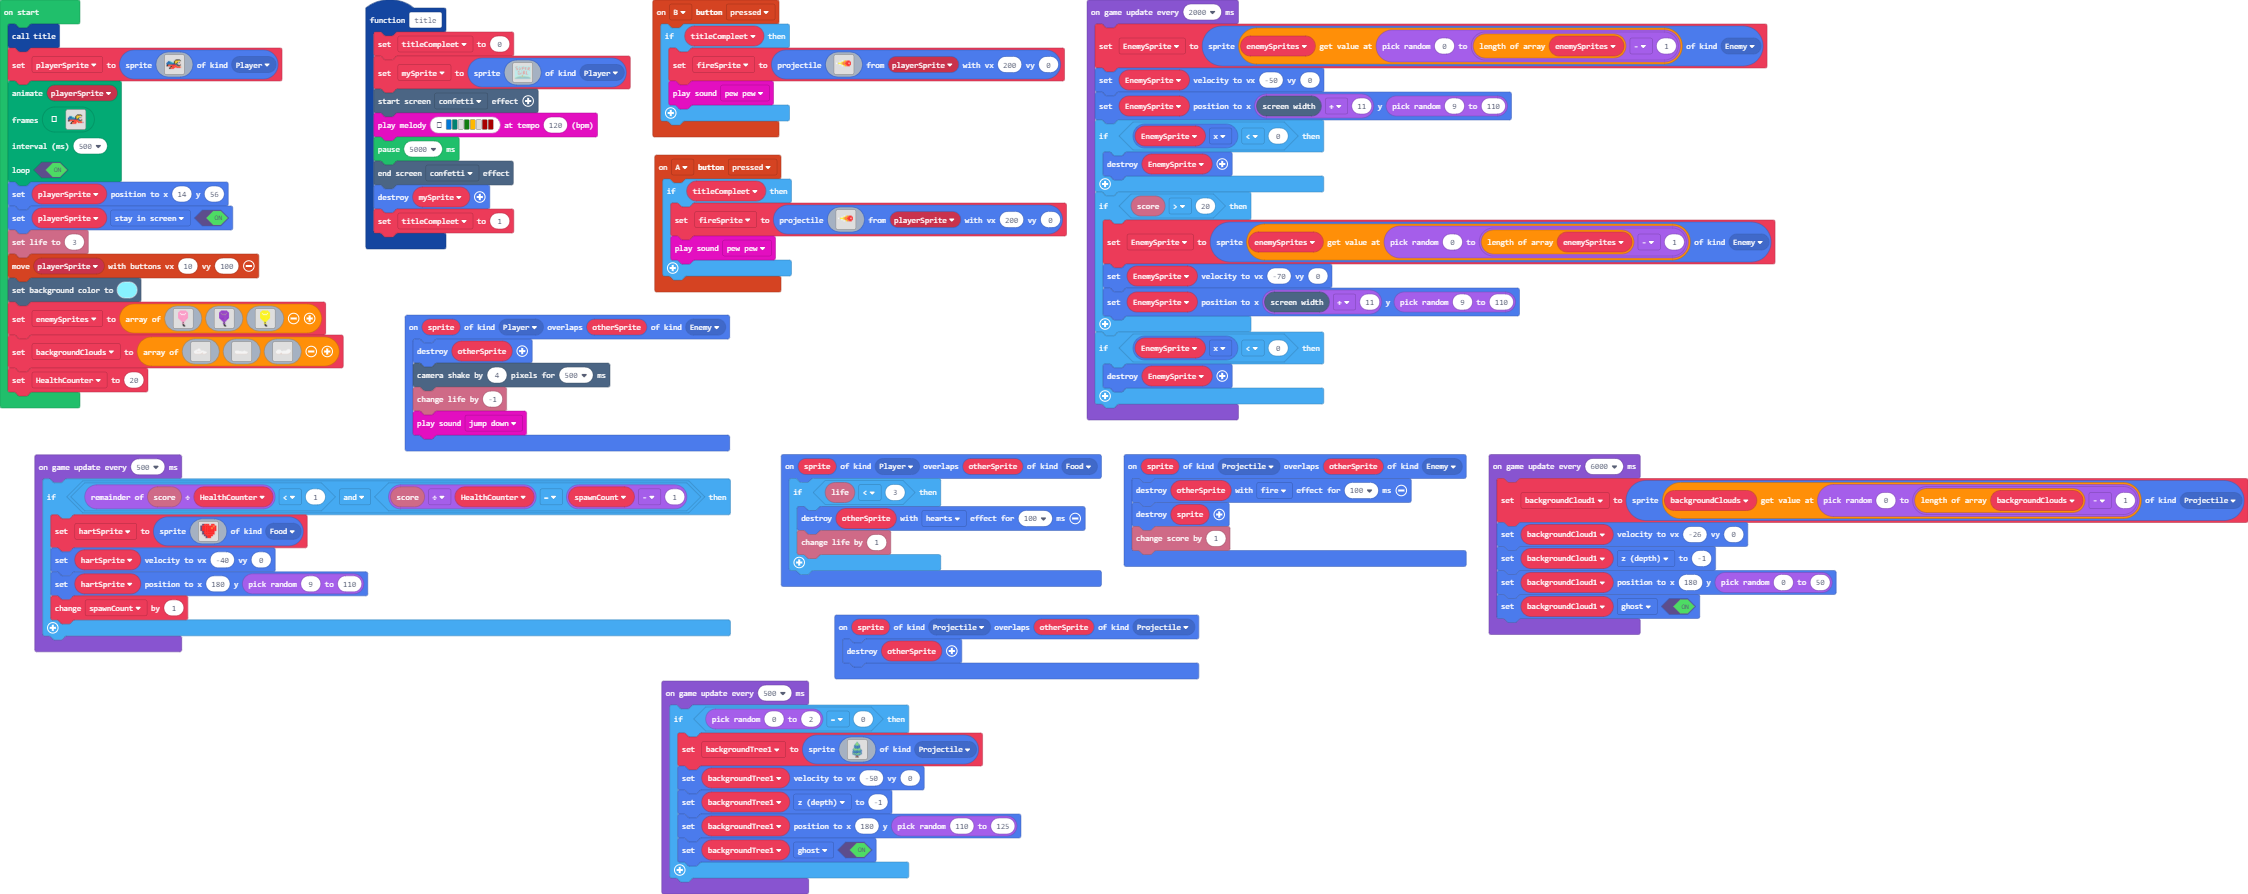 on start
call title
set playerSprite to sprite of kind Player
animate playerSprite
frames
interval (ms) 500
loop ON
set playerSprite position to x 14 y 56
set playerSprite stay in screen ON
set life to 3
move playerSprite with buttons vx 10 vy 100
set background color to
set enemySprites to array of
set backgroundClouds to array of
set HealthCounter to 20
function title
set titleCompleet to 0
set mySprite to sprite of kind Player
start screen confetti effect
play melody at tempo 120 (bpm)
pause 5000 ms
end screen confetti effect
destroy mySprite
set titleCompleet to 1
on B button pressed
if titleCompleet then
set fireSprite to projectile from playerSprite with vx 200 vy 0
play sound pew pew
on A button pressed
if titleCompleet then
set fireSprite to projectile from playerSprite with vx 200 vy 0
play sound pew pew
on game update every 2000 ms
set EnemySprite to sprite enemySprites get value at pick random 0 to length of array enemySprites - 1 of kind Enemy
set EnemySprite velocity to vx -50 vy 0
set EnemySprite position to x screen width + 11 y pick random 9 to 110
if EnemySprite x < 0 then
destroy EnemySprite
if score > 20 then
set EnemySprite to sprite enemySprites get value at pick random 0 to length of array enemySprites - 1 of kind Enemy
set EnemySprite velocity to vx -70 vy 0
set EnemySprite position to x screen width + 11 y pick random 9 to 110
if EnemySprite x < 0 then
destroy EnemySprite
on sprite of kind Player overlaps otherSprite of kind Enemy
destroy otherSprite
camera shake by 4 pixels for 500 ms
change life by -1
play sound jump down
on game update every 500 ms
if remainder of score ÷ HealthCounter < 1 and score ÷ HealthCounter = spawnCount - 1 then
set hartSprite to sprite of kind Food
set hartSprite velocity to vx -40 vy 0
set hartSprite position to x 180 y pick random 9 to 110
change spawnCount by 1
on sprite of kind Player overlaps otherSprite of kind Food
if life < 3 then
destroy otherSprite with hearts effect for 100 ms
change life by 1
on sprite of kind Projectile overlaps otherSprite of kind Enemy
destroy otherSprite with fire effect for 100 ms
destroy sprite
change score by 1
on game update every 6000 ms
set backgroundCloud1 to sprite backgroundClouds get value at pick random 0 to length of array backgroundClouds - 1 of kind Projectile
set backgroundCloud1 velocity to vx -26 vy 0
set backgroundCloud1 z (depth) to -1
set backgroundCloud1 position to x 180 y pick random 0 to 50
set backgroundCloud1 ghost ON
on sprite of kind Projectile overlaps otherSprite of kind Projectile
destroy otherSprite
on game update every 500 ms
if pick random 0 to 2 = 0 then
set backgroundTree1 to sprite of kind Projectile
set backgroundTree1 velocity to vx -50 vy 0
set backgroundTree1 z (depth) to -1
set backgroundTree1 position to x 180 y pick random 110 to 125
set backgroundTree1 ghost ON